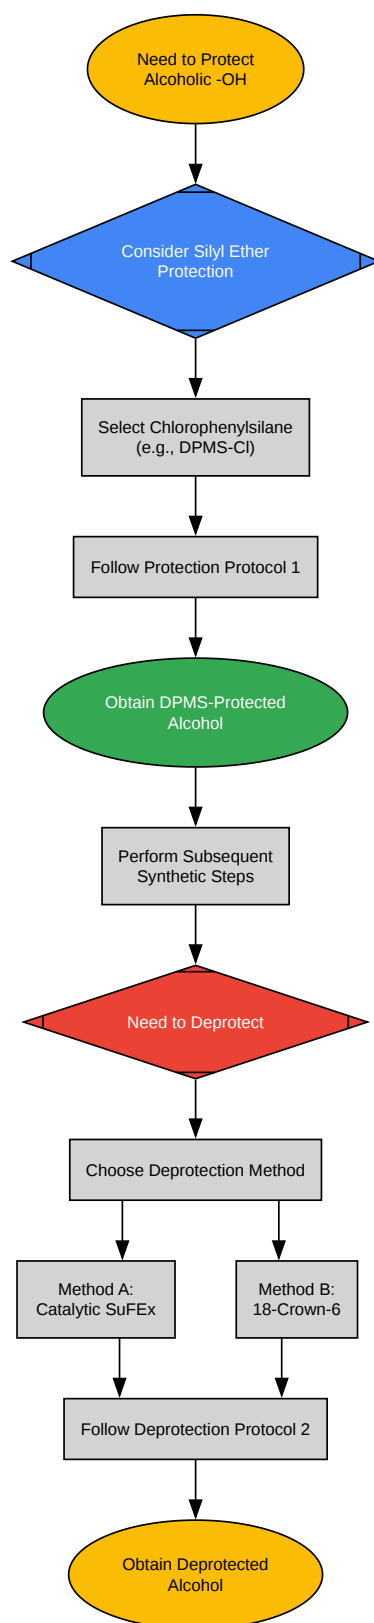 Need to Protect
Alcoholic -OH
Consider Silyl Ether
Protection
Select Chlorophenylsilane
(e.g., DPMS-Cl)
Follow Protection Protocol 1
Obtain DPMS-Protected
Alcohol
Perform Subsequent
Synthetic Steps
Need to Deprotect
Choose Deprotection Method
Method A:
Catalytic SuFEx
Method B:
18-Crown-6
Follow Deprotection Protocol 2
Obtain Deprotected
Alcohol